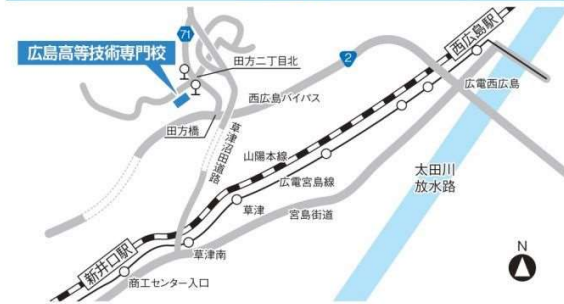 71
西広島駅
広島高等技術専門校
田方二丁目北
2
広電西広島
西広島バイパス
田方橋
草津沼田道路
山陽本線
太田川
放水路
広電宮島線
草津
宮島街道
新井口駅
草津南
商工センター入口
N